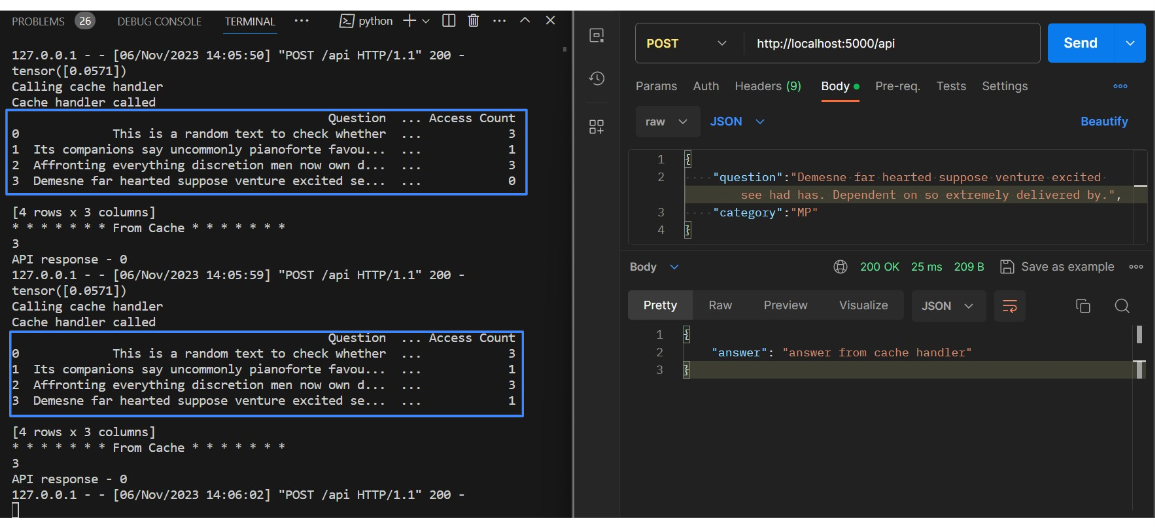 PROBLEMS 26 DEBUG CONSOLE TERMINAL ... python
127.0.0.1 - - [06/Nov/2023 14:05:50] "POST /api HTTP/1.1" 200 -
tensor([0.0571])
Calling cache handler
Cache handler called
Question ... Access Count
0 This is a random text to check whether ... 3
1 Its companions say uncommonly pianoforte favou... ... 1
2 Affronting everything discretion men now own d... ... 3
3 Demesne far hearted suppose venture excited se... ... 0
[4 rows x 3 columns]
* * * * * * * From Cache * * * * * * *
3
API response - 0
127.0.0.1 - - [06/Nov/2023 14:05:59] "POST /api HTTP/1.1" 200 -
tensor([0.0571])
Calling cache handler
Cache handler called
Question ... Access Count
0 This is a random text to check whether ... 3
1 Its companions say uncommonly pianoforte favou... ... 1
2 Affronting everything discretion men now own d... ... 3
3 Demesne far hearted suppose venture excited se... ... 1
[4 rows x 3 columns]
* * * * * * * From Cache * * * * * * *
3
API response - 0
127.0.0.1 - - [06/Nov/2023 14:06:02] "POST /api HTTP/1.1" 200 -
POST http://localhost:5000/api Send
Params Auth Headers (9) Body Pre-req. Tests Settings
raw JSON Beautify
1 {
2 "question":"Demesne far hearted suppose venture excited
see had has. Dependent on so extremely delivered by.",
3 "category":"MP"
4 }
Body 200 OK 25 ms 209 B Save as example
Pretty Raw Preview Visualize JSON
1 {
2 "answer": "answer from cache handler"
3 }